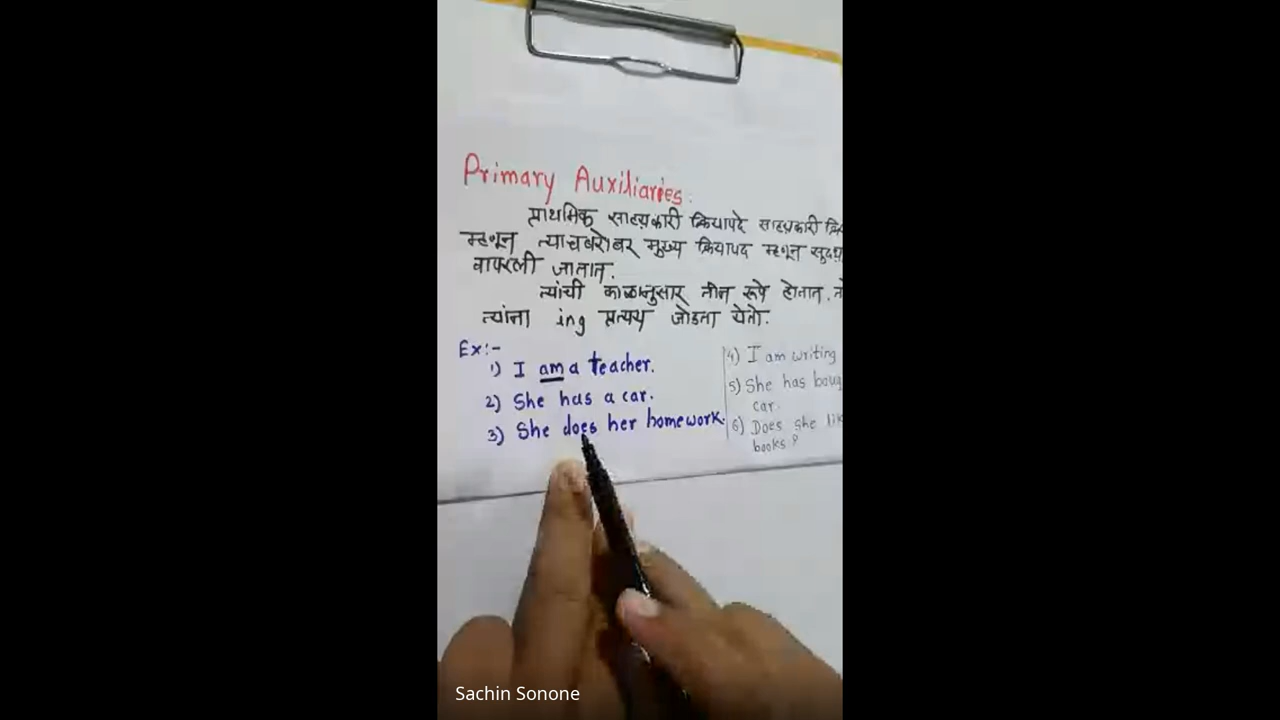 Primary Auxiliaries:
प्राथमिक साहय़कारी क्रियापदे साहय़कारी
म्हणून त्याचबरोबर मुख्य क्रियापद म्हणून
वापरली जातात.
त्यांची काळानुसार तीन रूपे होतात.
त्यांना ing प्रत्यय जोडता येतो.
Ex:-
1) I am a teacher.
2) She has a car.
3) She does her homework.
4) I am writing
5) She has
car.
6) Does she
books?
Sachin Sonone